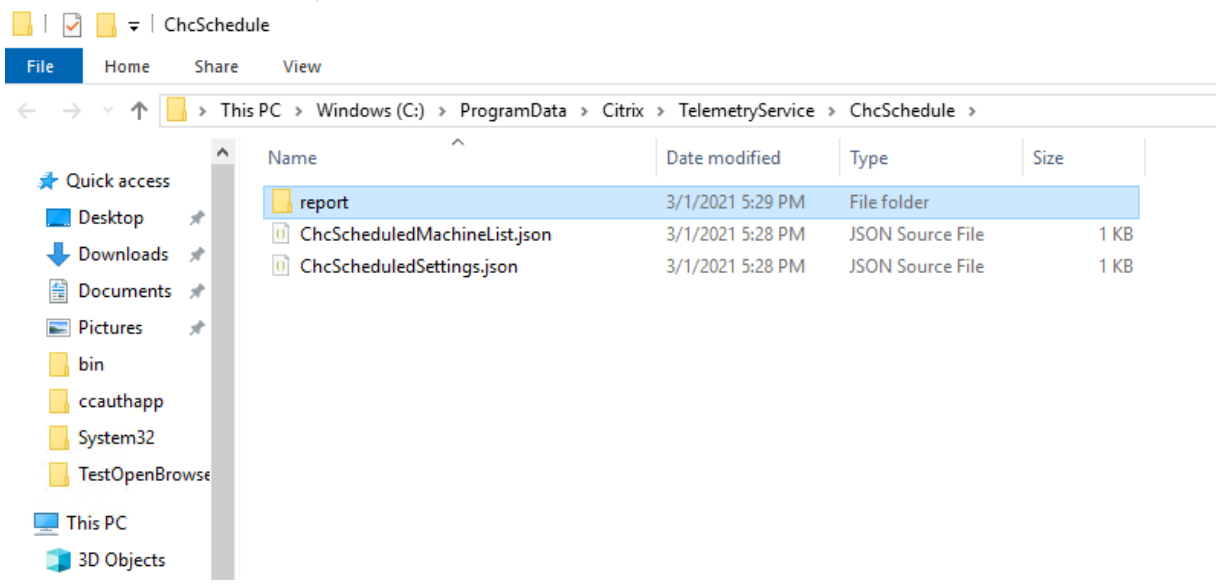 ChcSchedule
File Home Share View
This PC > Windows (C:) > ProgramData > Citrix > TelemetryService > ChcSchedule >
Name Date modified Type Size
Quick access
Desktop
Downloads
Documents
Pictures
bin
ccauthapp
System32
TestOpenBrowse
This PC
3D Objects
report 3/1/2021 5:29 PM File folder
ChcScheduledMachineList.json 3/1/2021 5:28 PM JSON Source File 1 KB
ChcScheduledSettings.json 3/1/2021 5:28 PM JSON Source File 1 KB